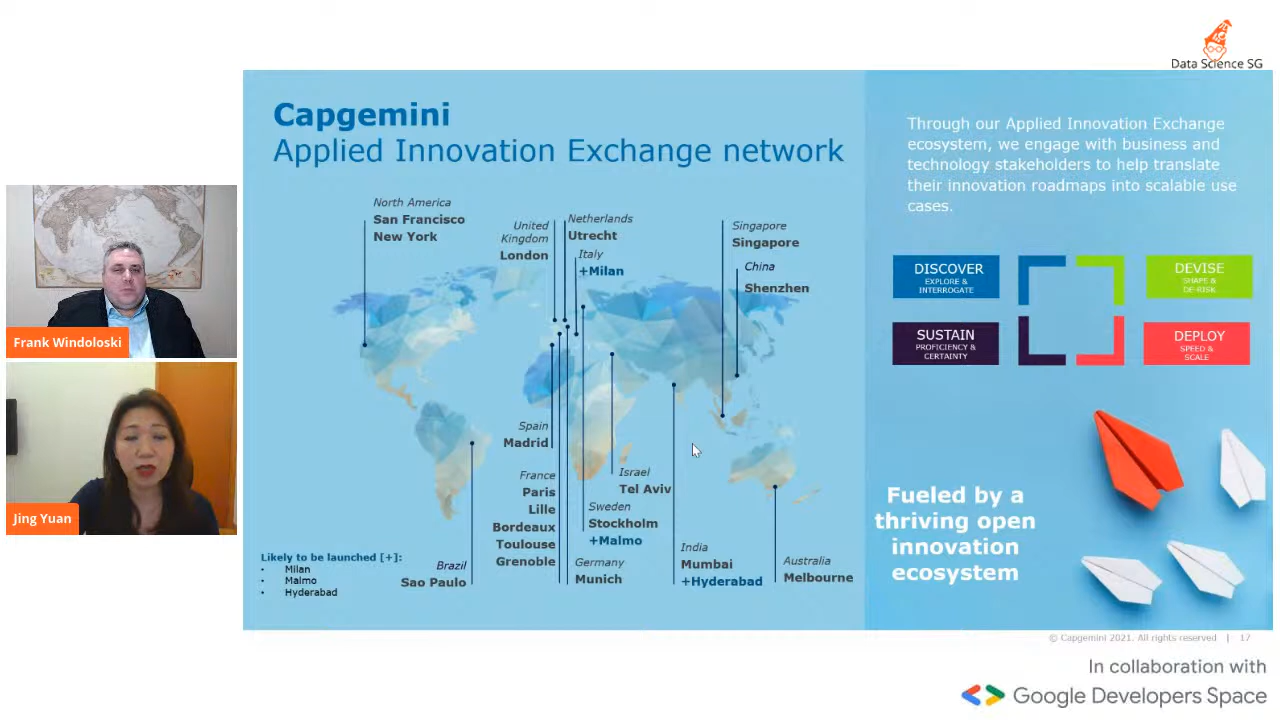 Data Science SG
Capgemini
Applied Innovation Exchange network
North America
San Francisco
New York
United
Kingdom
London
Netherlands
Utrecht
Italy
+Milan
Singapore
Singapore
China
Shenzhen
Spain
Madrid
France
Paris
Lille
Bordeaux
Toulouse
Grenoble
Israel
Tel Aviv
Sweden
Stockholm
+Malmo
Germany
Munich
India
Mumbai
+Hyderabad
Australia
Melbourne
Brazil
Sao Paulo
Likely to be launched [+]:
• Milan
• Malmo
• Hyderabad
Through our Applied Innovation Exchange
ecosystem, we engage with business and
technology stakeholders to help translate
their innovation roadmaps into scalable use
cases.
DISCOVER
EXPLORE &
INTERROGATE
DEVISE
SHAPE &
DE-RISK
SUSTAIN
PROFICIENCY &
CERTAINTY
DEPLOY
SPEED &
SCALE
Fueled by a
thriving open
innovation
ecosystem
© Capgemini 2021. All rights reserved | 17
Frank Windoloski
Jing Yuan
In collaboration with
Google Developers Space